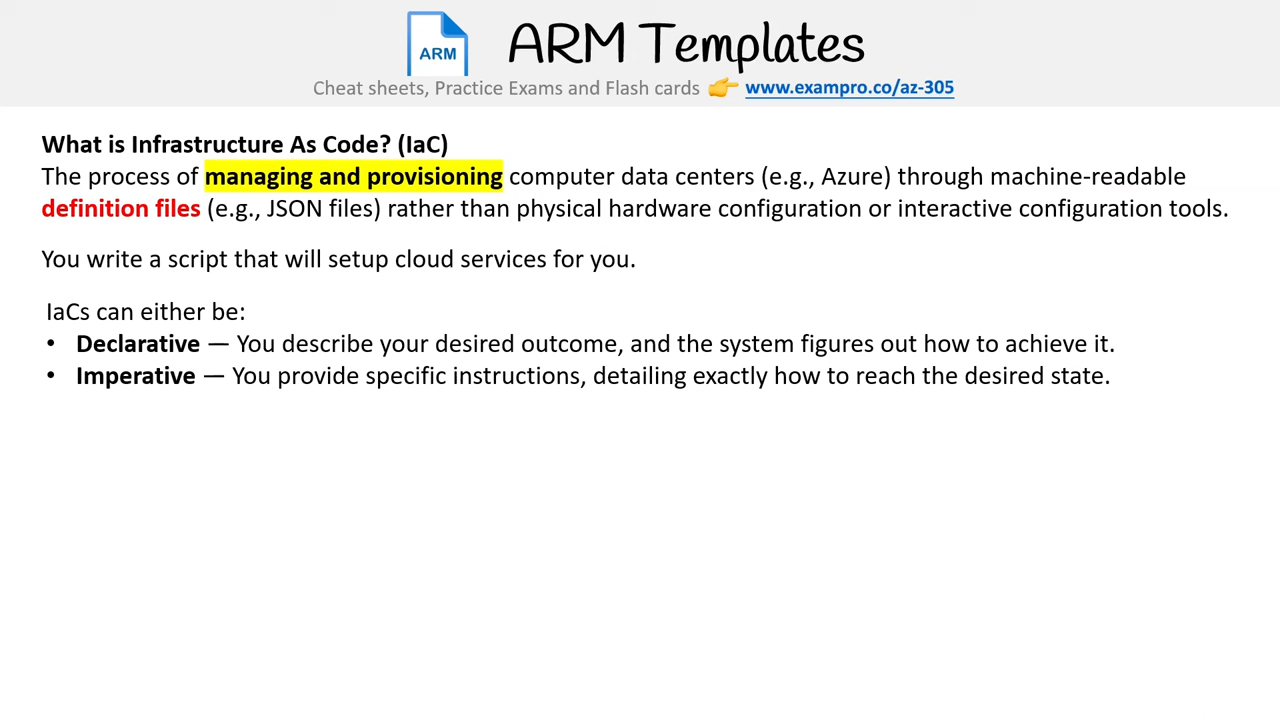 ARM
ARM Templates
Cheat sheets, Practice Exams and Flash cards 👉 www.exampro.co/az-305
What is Infrastructure As Code? (IaC)
The process of managing and provisioning computer data centers (e.g., Azure) through machine-readable
definition files (e.g., JSON files) rather than physical hardware configuration or interactive configuration tools.
You write a script that will setup cloud services for you.
IaCs can either be:
• Declarative — You describe your desired outcome, and the system figures out how to achieve it.
• Imperative — You provide specific instructions, detailing exactly how to reach the desired state.